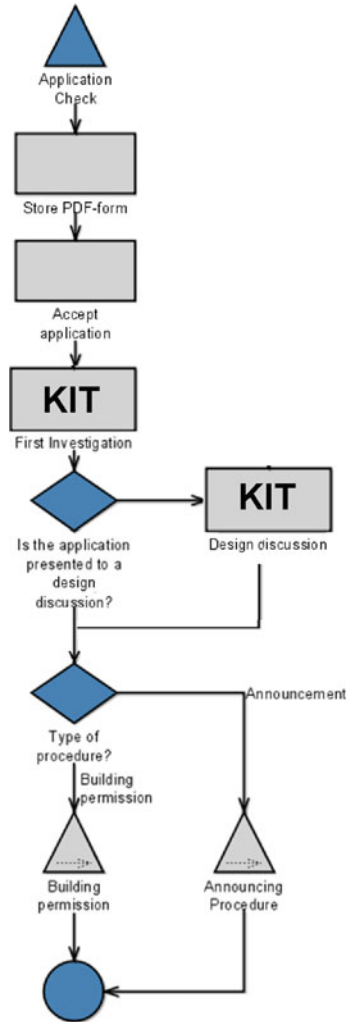 Application
Check
Store PDF-form
Accept
application
KIT
First Investigation
KIT
Design discussion
Is the application
presented to a
design
discussion?
Announcement
Type of
procedure?
Building
permission
Building
permission
Announcing
Procedure